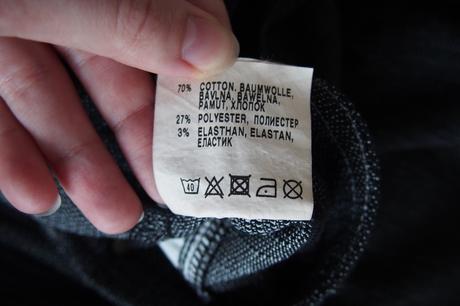 70% COTTON, BAUMWOLLE,
BAVLNA, BAWEŁNA,
PAMUT, ХЛОПОК
27% POLYESTER, ПОЛИЕСТЕР
3% ELASTHAN, ELASTAN,
ЕЛАСТИК
40